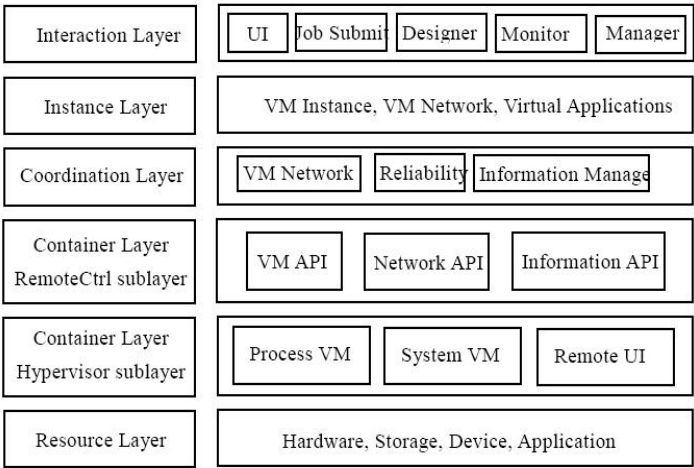 Interaction Layer
UI
Job Submit
Designer
Monitor
Manager
Instance Layer
VM Instance, VM Network, Virtual Applications
Coordination Layer
VM Network
Reliability
Information Manage
Container Layer
RemoteCtrl sublayer
VM API
Network API
Information API
Container Layer
Hypervisor sublayer
Process VM
System VM
Remote UI
Resource Layer
Hardware, Storage, Device, Application